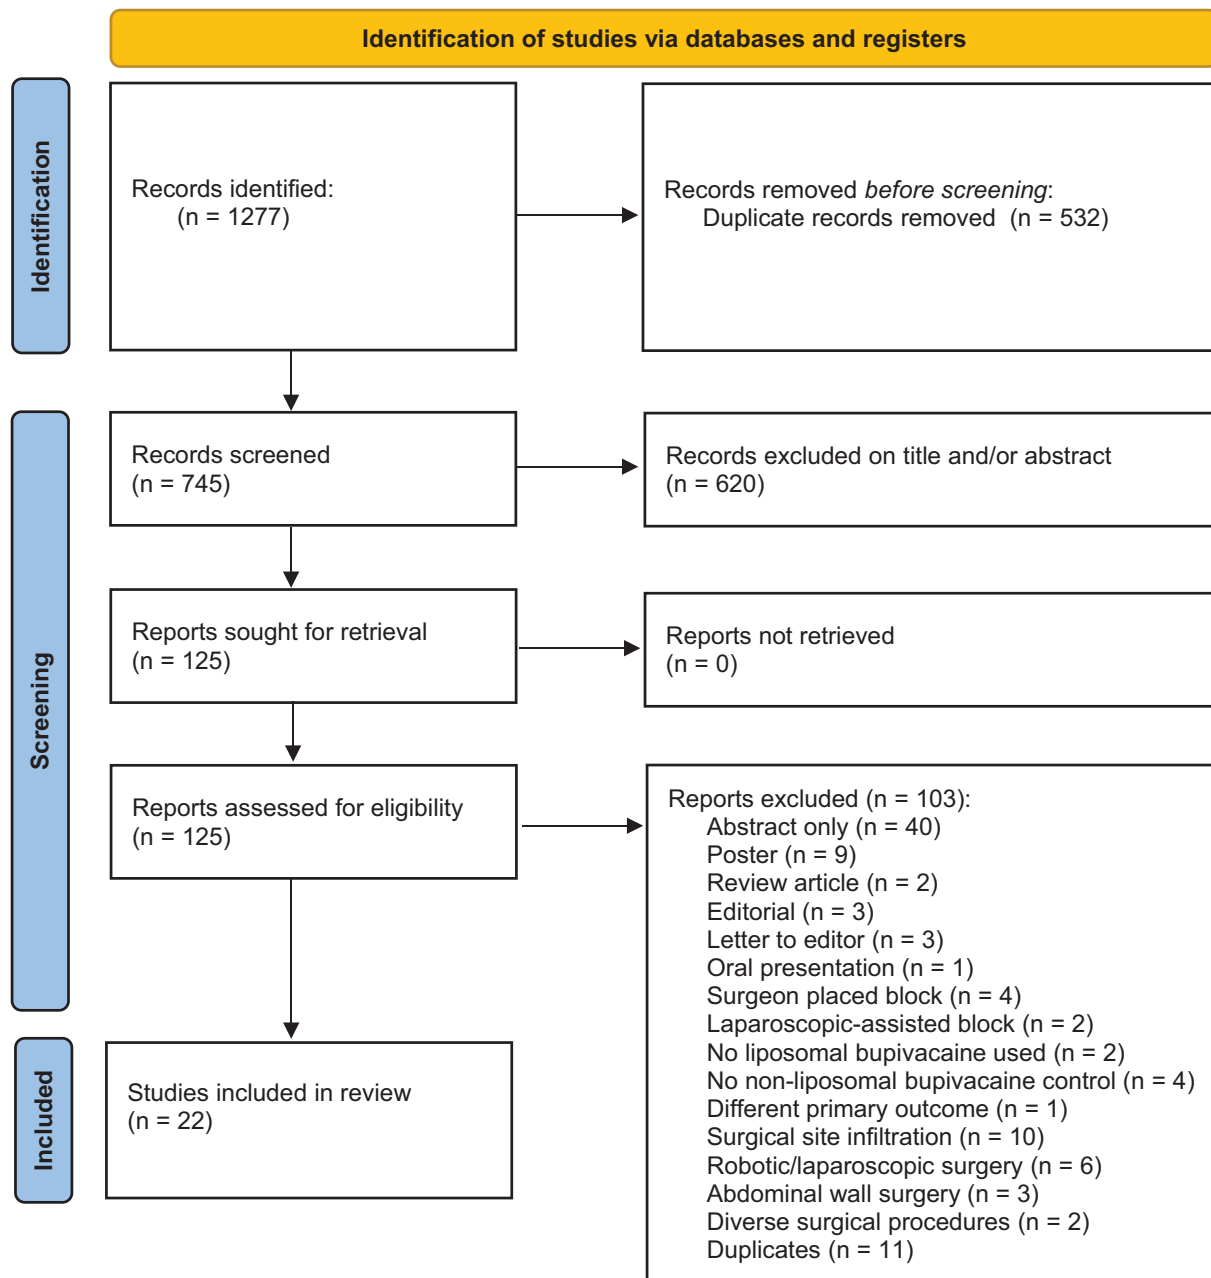 Identification of studies via databases and registers
Identification
Records identified:
(n = 1277)
Records removed before screening:
Duplicate records removed (n = 532)
Screening
Records screened
(n = 745)
Records excluded on title and/or abstract
(n = 620)
Reports sought for retrieval
(n = 125)
Reports not retrieved
(n = 0)
Reports assessed for eligibility
(n = 125)
Reports excluded (n = 103):
Abstract only (n = 40)
Poster (n = 9)
Review article (n = 2)
Editorial (n = 3)
Letter to editor (n = 3)
Oral presentation (n = 1)
Surgeon placed block (n = 4)
Laparoscopic-assisted block (n = 2)
No liposomal bupivacaine used (n = 2)
No non-liposomal bupivacaine control (n = 4)
Different primary outcome (n = 1)
Surgical site infiltration (n = 10)
Robotic/laparoscopic surgery (n = 6)
Abdominal wall surgery (n = 3)
Diverse surgical procedures (n = 2)
Duplicates (n = 11)
Included
Studies included in review
(n = 22)